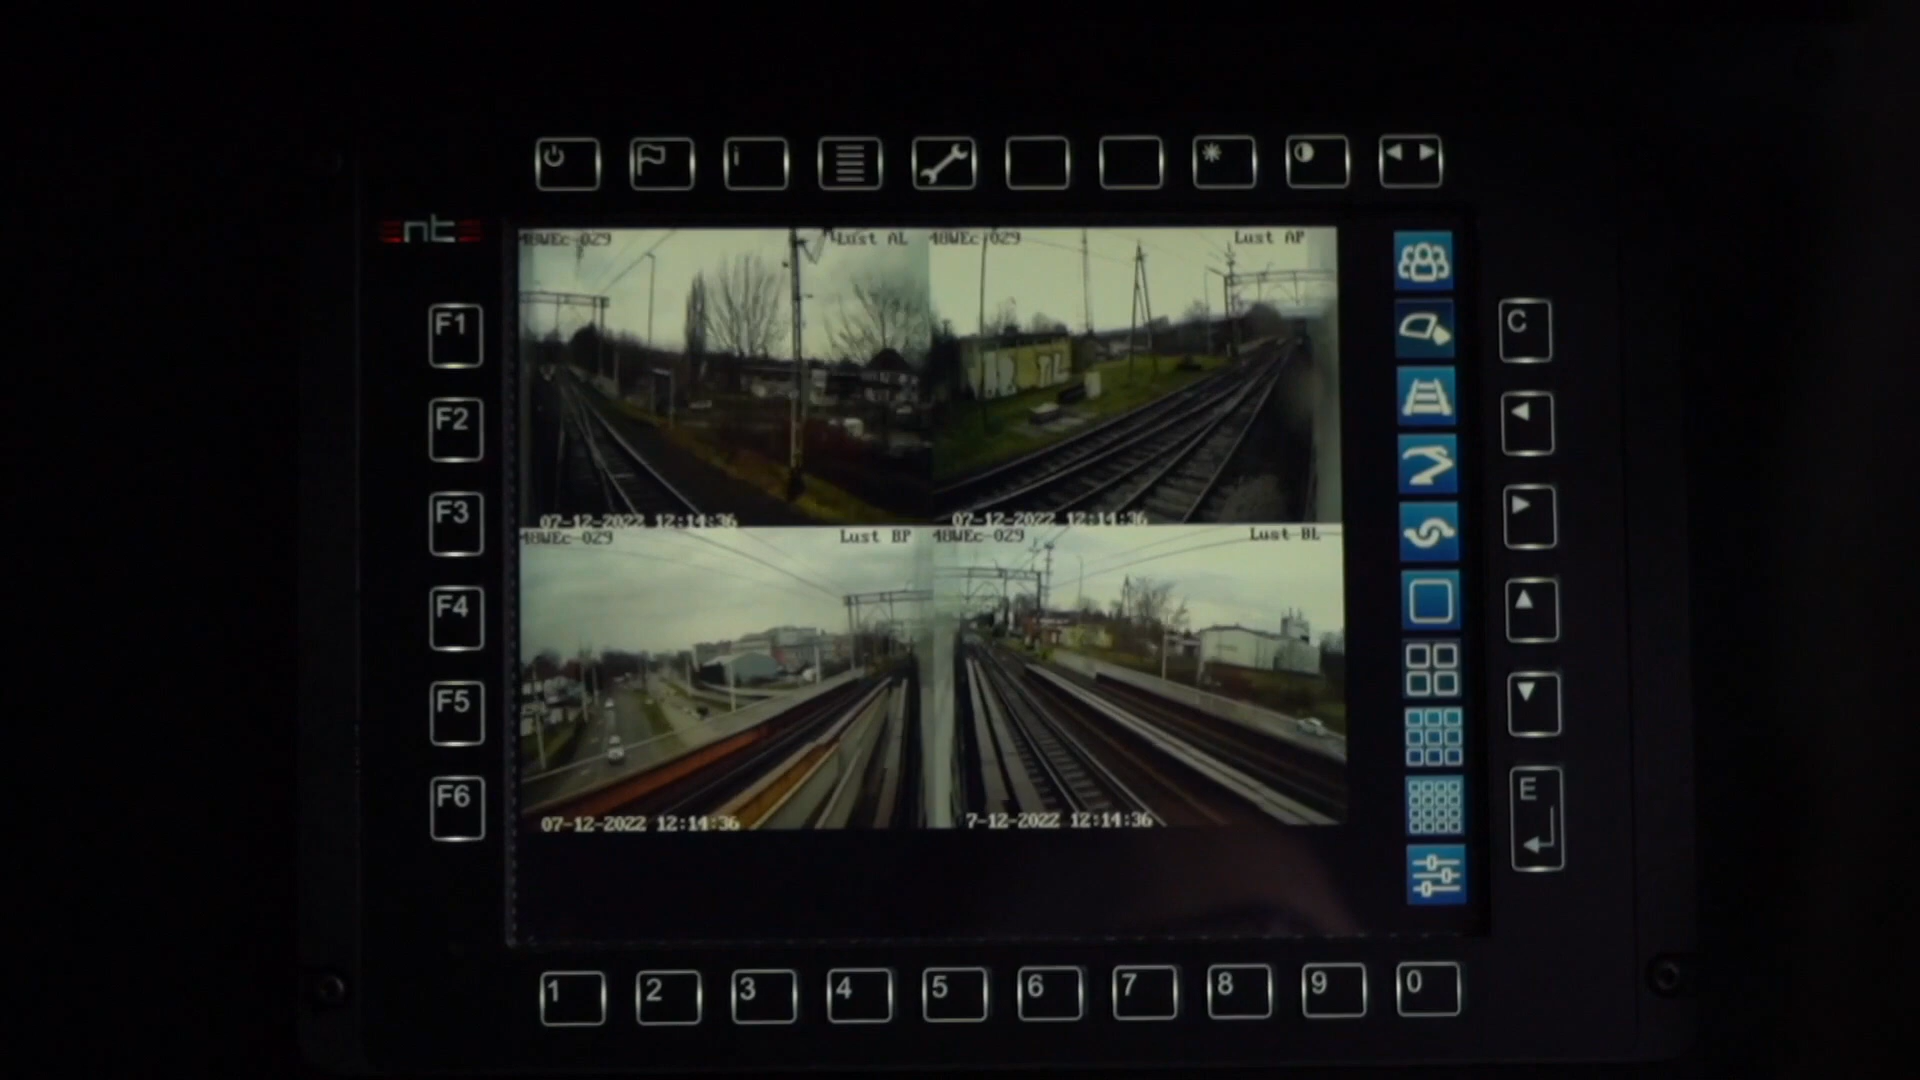 i
nte
48WEc-029 Lust AL
48WEc-029 Lust AP
F1
F2
F3
F4
F5
F6
07-12-2022 12:14:36
07-12-2022 12:14:36
48WEc-029 Lust BP
48WEc-029 Lust BL
07-12-2022 12:14:36
7-12-2022 12:14:36
C
E
1 2 3 4 5 6 7 8 9 0